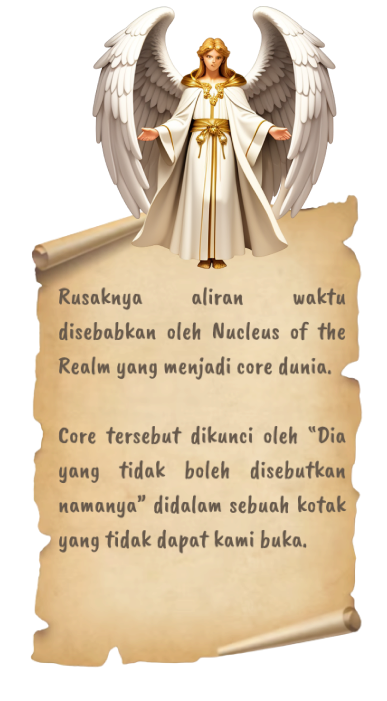 Rusaknya aliran waktu
disebabkan oleh Nucleus of the
Realm yang menjadi core dunia.
Core tersebut dikunci oleh “Dia
yang tidak boleh disebutkan
namanya” didalam sebuah kotak
yang tidak dapat kami buka.